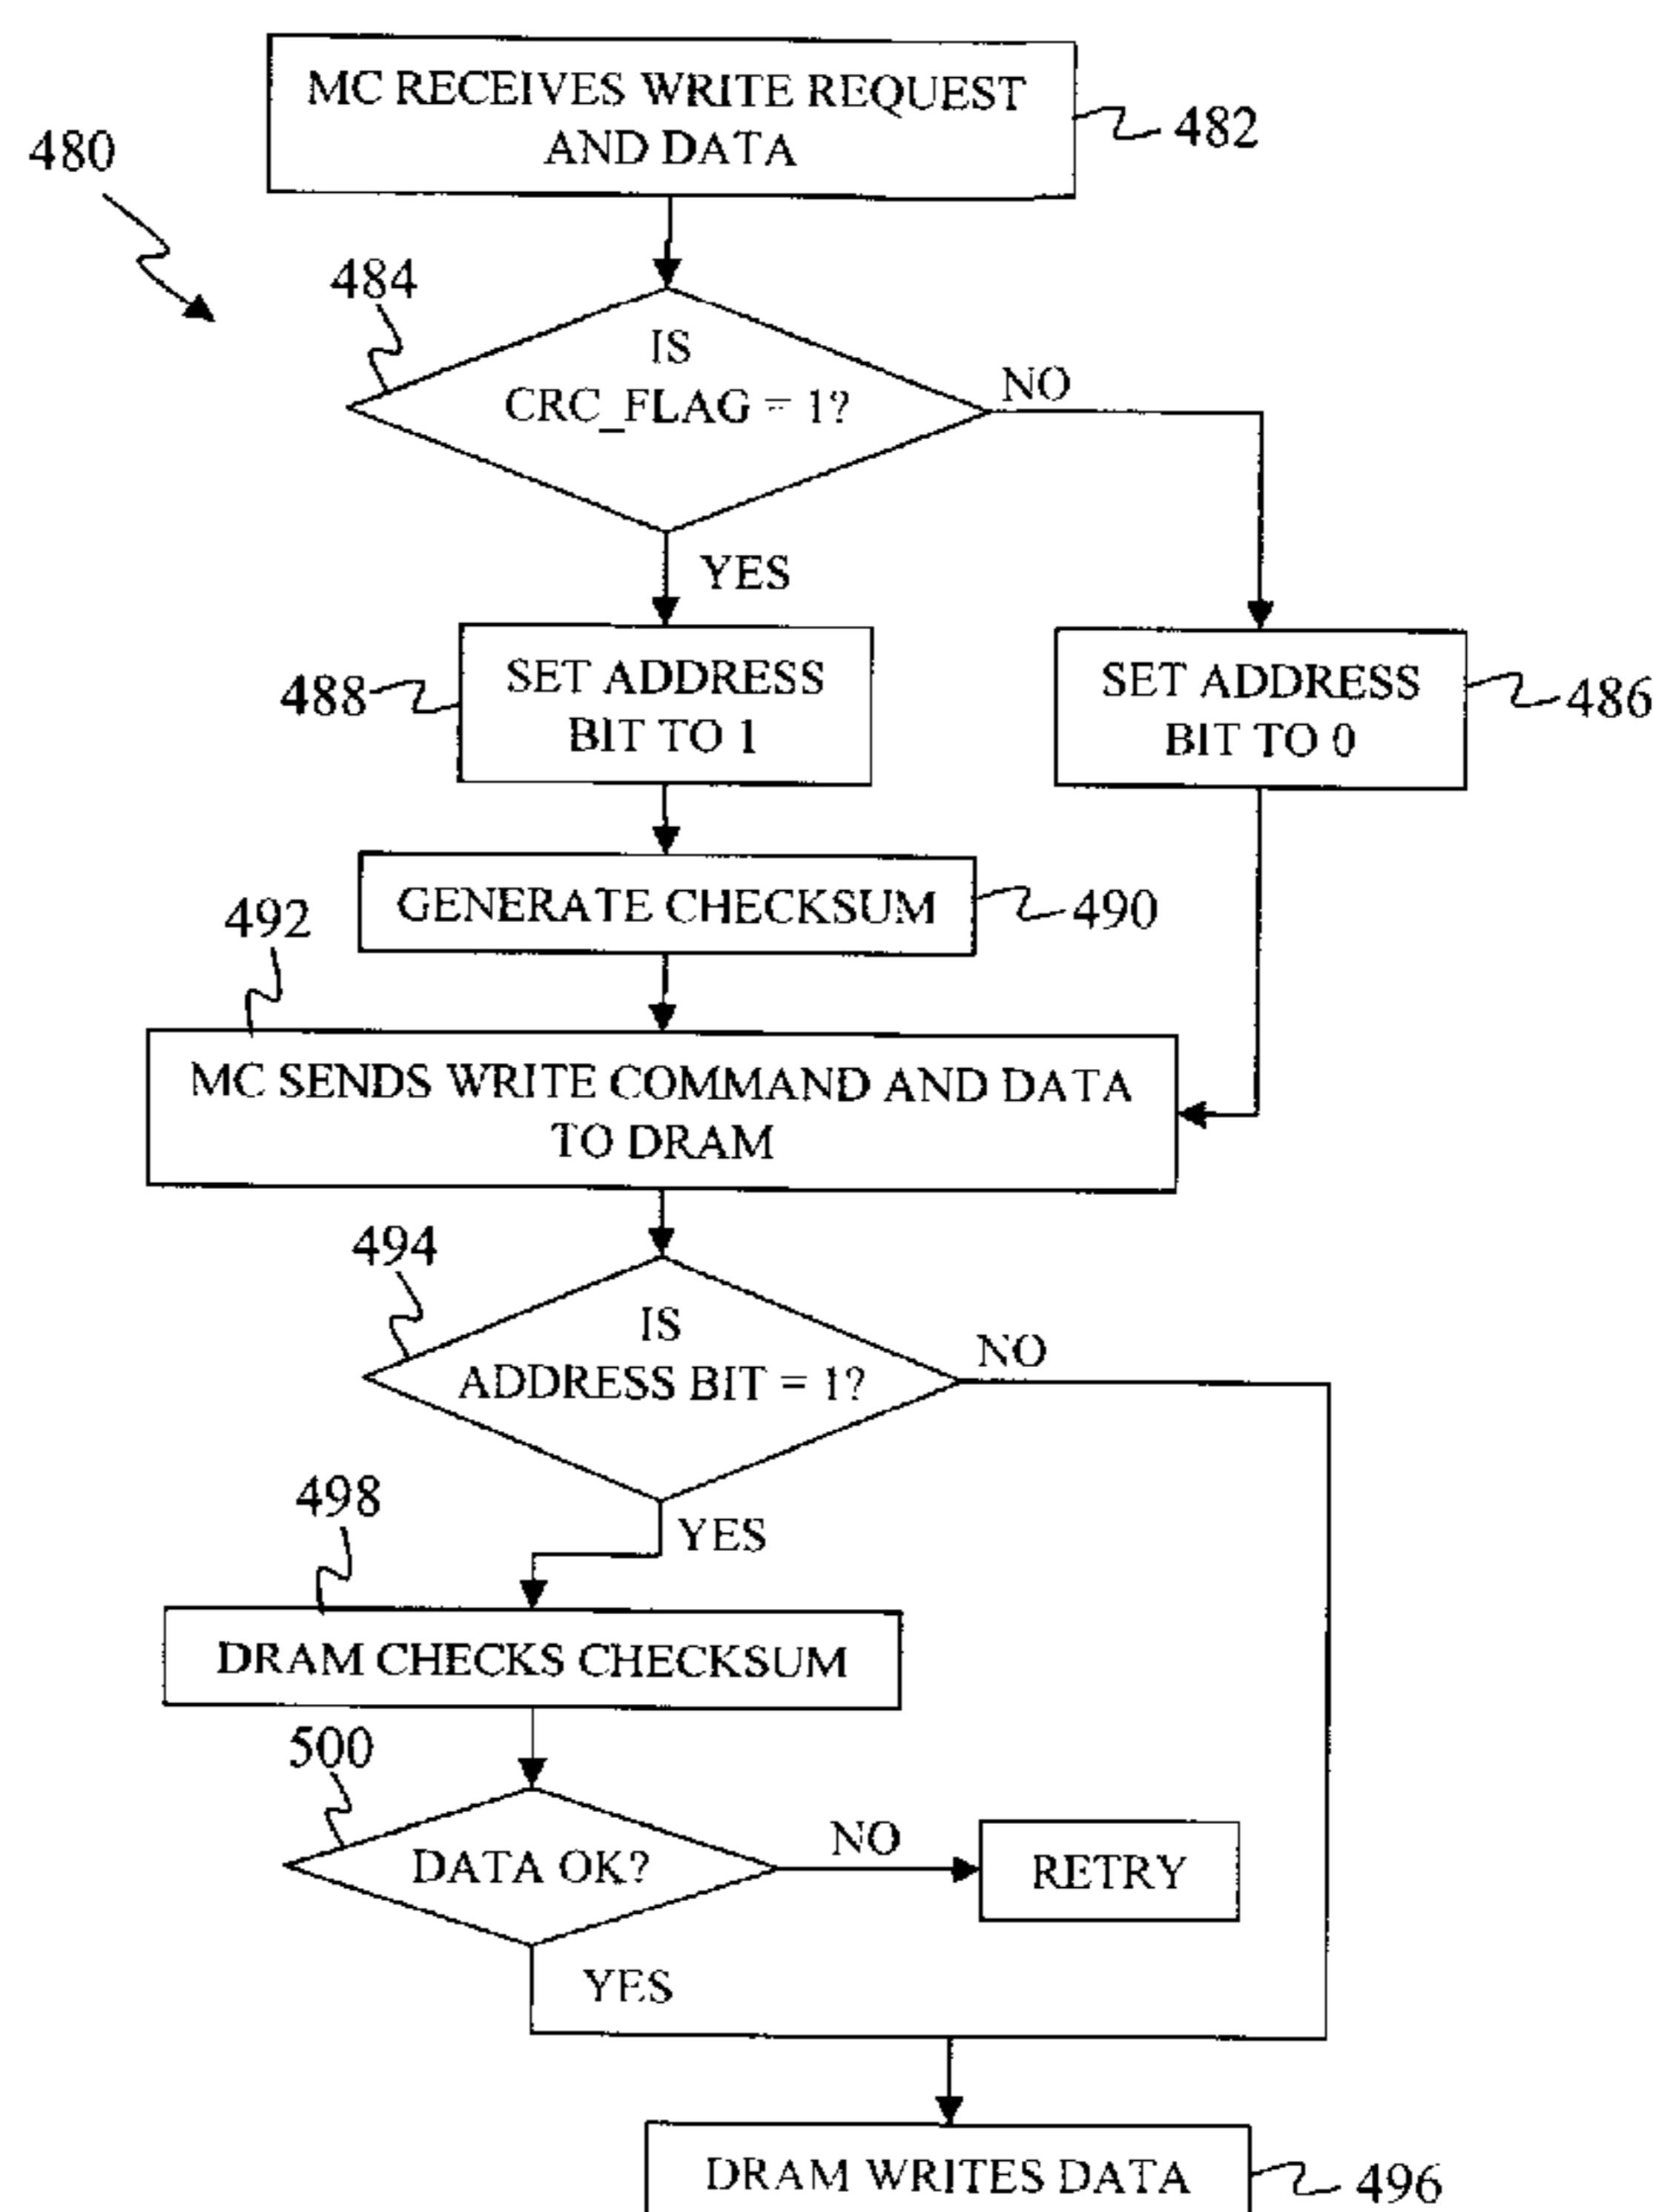 MC RECEIVES WRITE REQUEST
AND DATA
482
480
484
IS
CRC_FLAG = 1?
NO
YES
488
SET ADDRESS
BIT TO 1
SET ADDRESS
BIT TO 0
486
GENERATE CHECKSUM
490
492
MC SENDS WRITE COMMAND AND DATA
TO DRAM
494
IS
ADDRESS BIT = 1?
NO
YES
498
DRAM CHECKS CHECKSUM
500
DATA OK?
NO
RETRY
YES
DRAM WRITES DATA
496